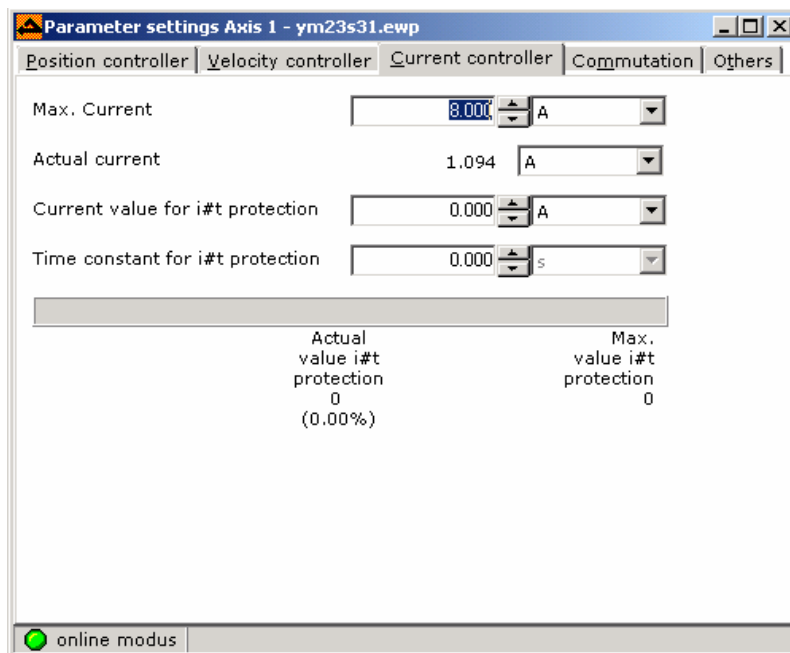 Parameter settings Axis 1 - ym23s31.ewp
Position controller Velocity controller Current controller Commutation Others
Max. Current 8.000 A
Actual current 1.094 A
Current value for i#t protection 0.000 A
Time constant for i#t protection 0.000 s
Actual Max.
value i#t value i#t
protection protection
0 0
(0.00%)
online modus